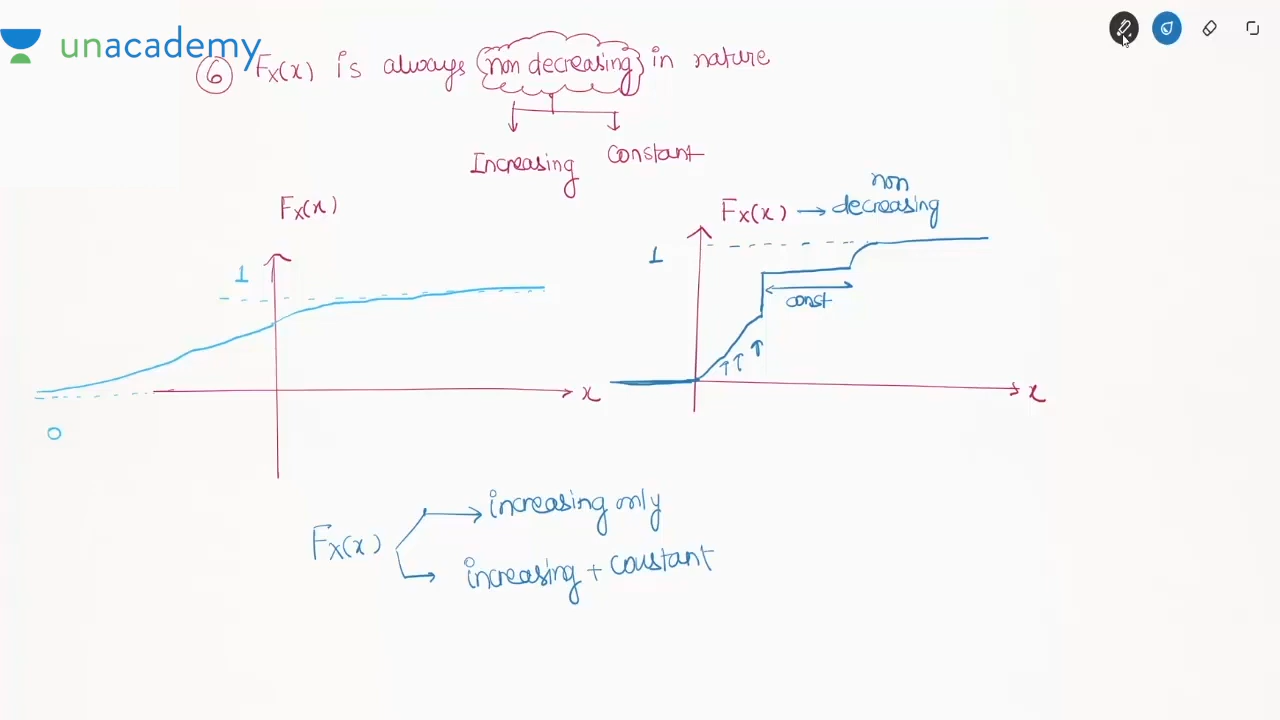 unacademy
6 Fx(x) is always non decreasing in nature
Increasing constant
Fx(x)
1
x
0
Fx(x) → non decreasing
1
const
x
Fx(x)
increasing only
increasing + constant